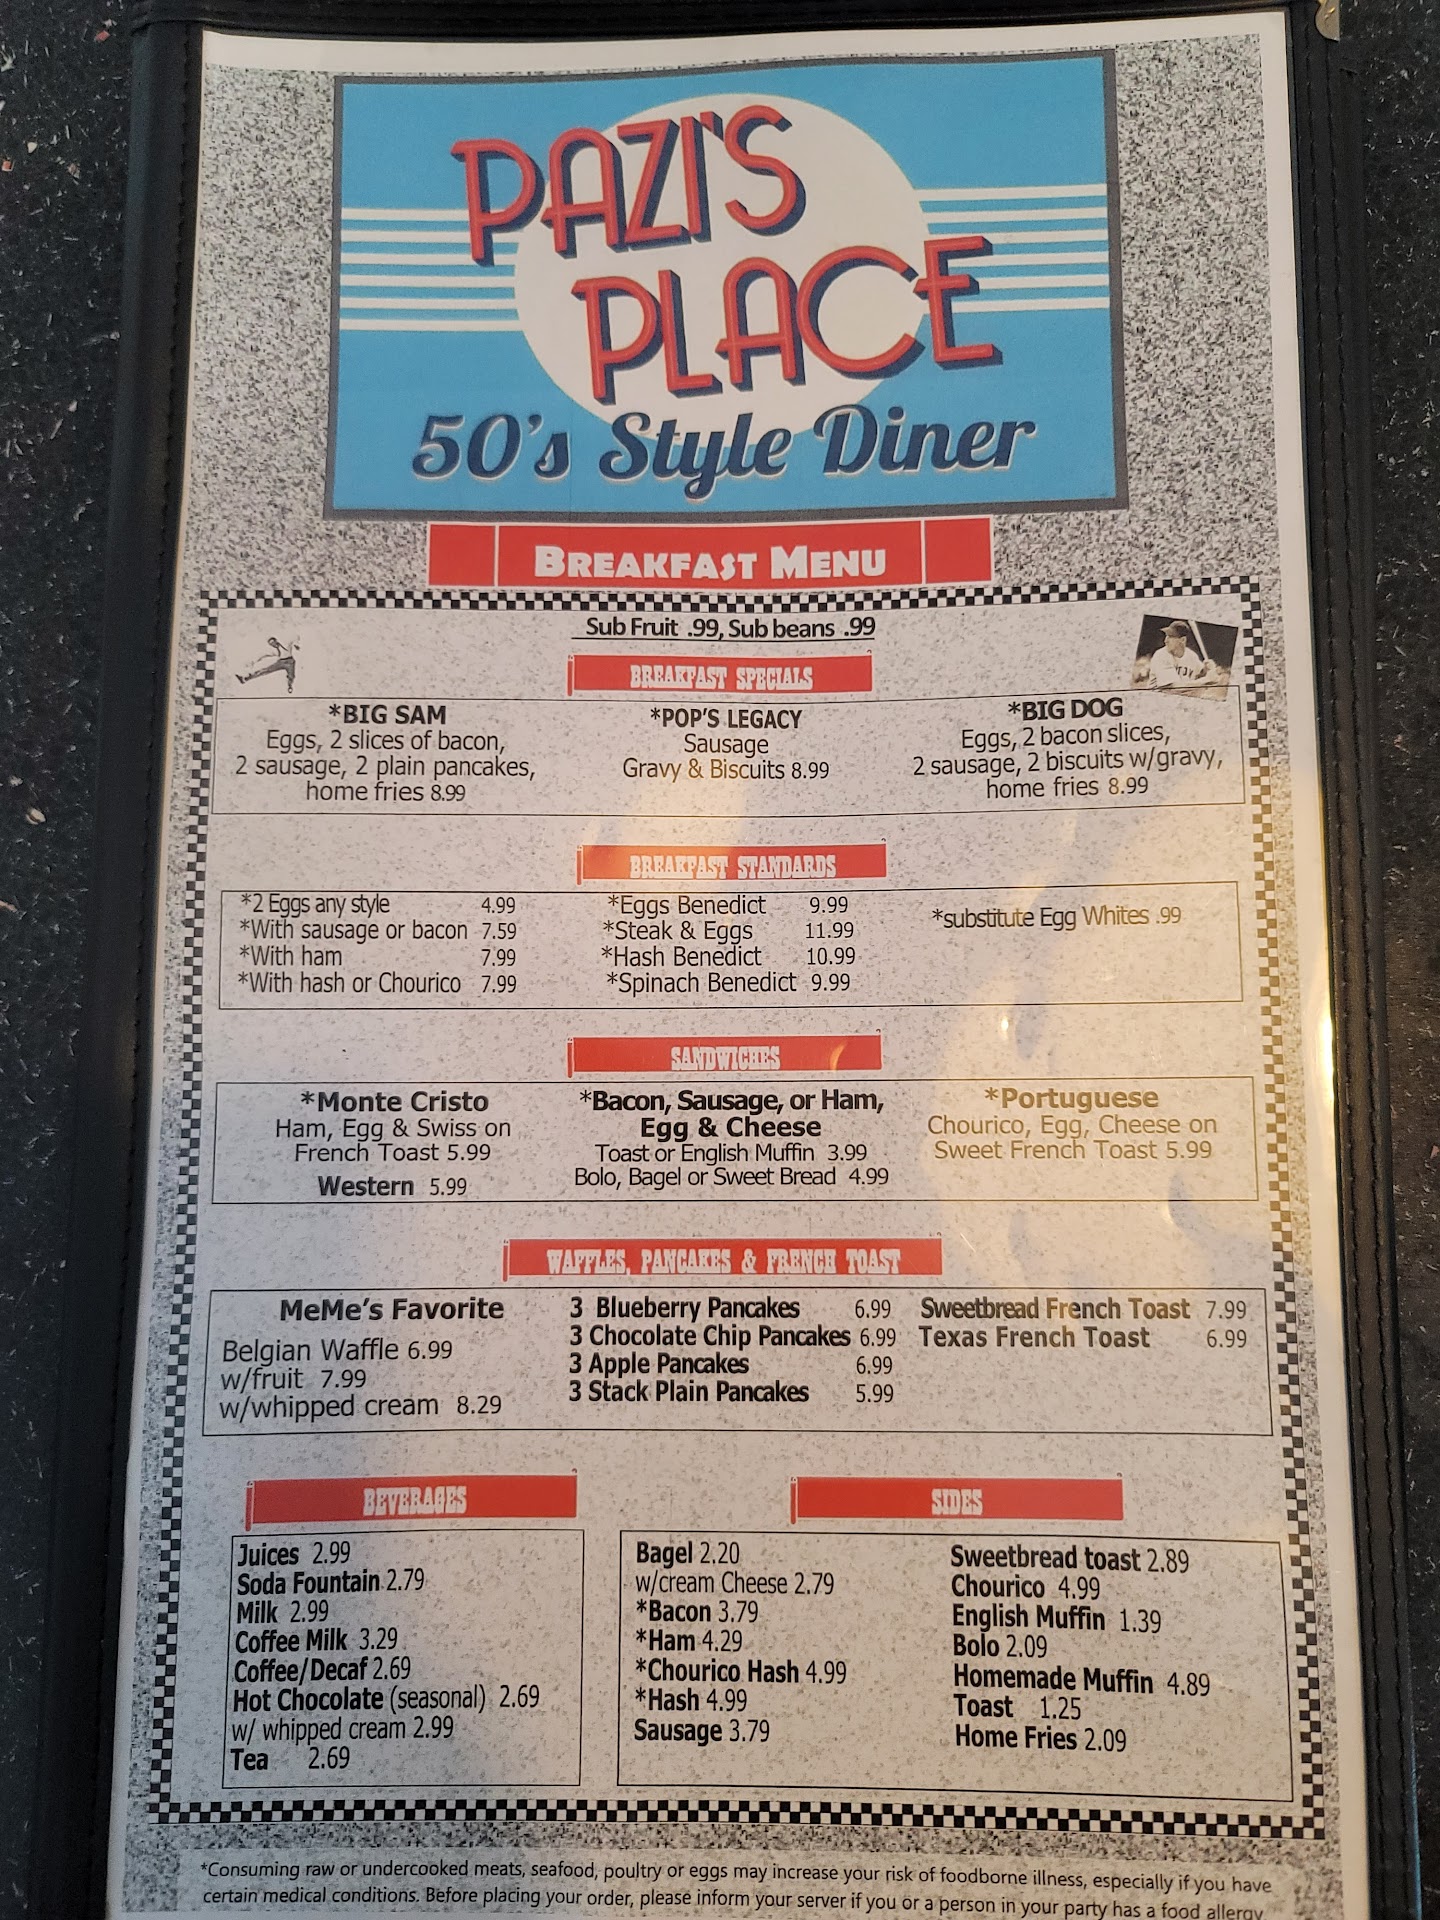 PAZI'S
PLACE
50's Style Diner
BREAKFAST MENU
Sub Fruit .99, Sub beans .99
BREAKFAST SPECIALS
*BIG SAM
Eggs, 2 slices of bacon,
2 sausage, 2 plain pancakes,
home fries 8.99
*POP'S LEGACY
Sausage
Gravy & Biscuits 8.99
*BIG DOG
Eggs, 2 bacon slices,
2 sausage, 2 biscuits w/gravy,
home fries 8.99
BREAKFAST STANDARDS
*2 Eggs any style 4.99
*With sausage or bacon 7.59
*With ham 7.99
*With hash or Chourico 7.99
*Eggs Benedict 9.99
*Steak & Eggs 11.99
*Hash Benedict 10.99
*Spinach Benedict 9.99
*substitute Egg Whites .99
SANDWICHES
*Monte Cristo
Ham, Egg & Swiss on
French Toast 5.99
Western 5.99
*Bacon, Sausage, or Ham,
Egg & Cheese
Toast or English Muffin 3.99
Bolo, Bagel or Sweet Bread 4.99
*Portuguese
Chourico, Egg, Cheese on
Sweet French Toast 5.99
WAFFLES, PANCAKES & FRENCH TOAST
MeMe's Favorite
Belgian Waffle 6.99
w/fruit 7.99
w/whipped cream 8.29
3 Blueberry Pancakes 6.99
3 Chocolate Chip Pancakes 6.99
3 Apple Pancakes 6.99
3 Stack Plain Pancakes 5.99
Sweetbread French Toast 7.99
Texas French Toast 6.99
BEVERAGES
Juices 2.99
Soda Fountain 2.79
Milk 2.99
Coffee Milk 3.29
Coffee/Decaf 2.69
Hot Chocolate (seasonal) 2.69
w/ whipped cream 2.99
Tea 2.69
SIDES
Bagel 2.20
w/cream Cheese 2.79
*Bacon 3.79
*Ham 4.29
*Chourico Hash 4.99
*Hash 4.99
Sausage 3.79
Sweetbread toast 2.89
Chourico 4.99
English Muffin 1.39
Bolo 2.09
Homemade Muffin 4.89
Toast 1.25
Home Fries 2.09
*Consuming raw or undercooked meats, seafood, poultry or eggs may increase your risk of foodborne illness, especially if you have
certain medical conditions. Before placing your order, please inform your server if you or a person in your party has a food allergy